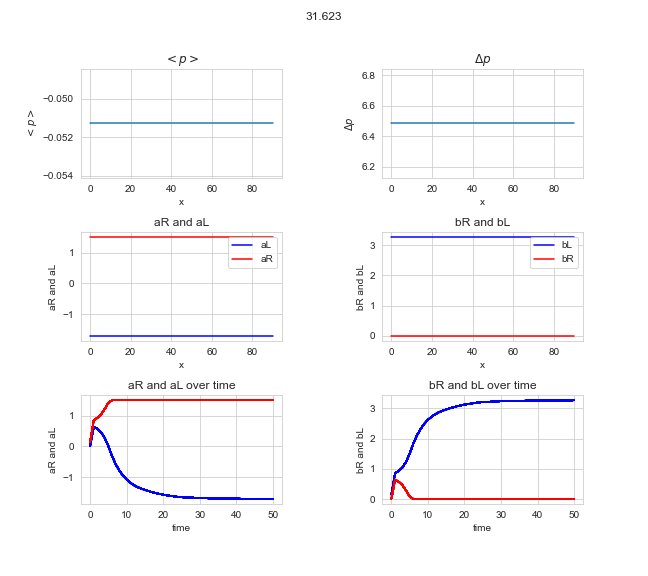 31.623
< p >
Δp
< p >
-0.050
-0.052
-0.054
0 20 40 60 80
x
Δp
6.8
6.6
6.4
6.2
0 20 40 60 80
x
aR and aL
bR and bL
aR and aL
1
0
−1
aL
aR
0 20 40 60 80
x
bR and bL
3
2
1
0
bL
bR
0 20 40 60 80
x
aR and aL over time
bR and bL over time
aR and aL
1
0
−1
0 10 20 30 40 50
time
bR and bL
3
2
1
0
0 10 20 30 40 50
time